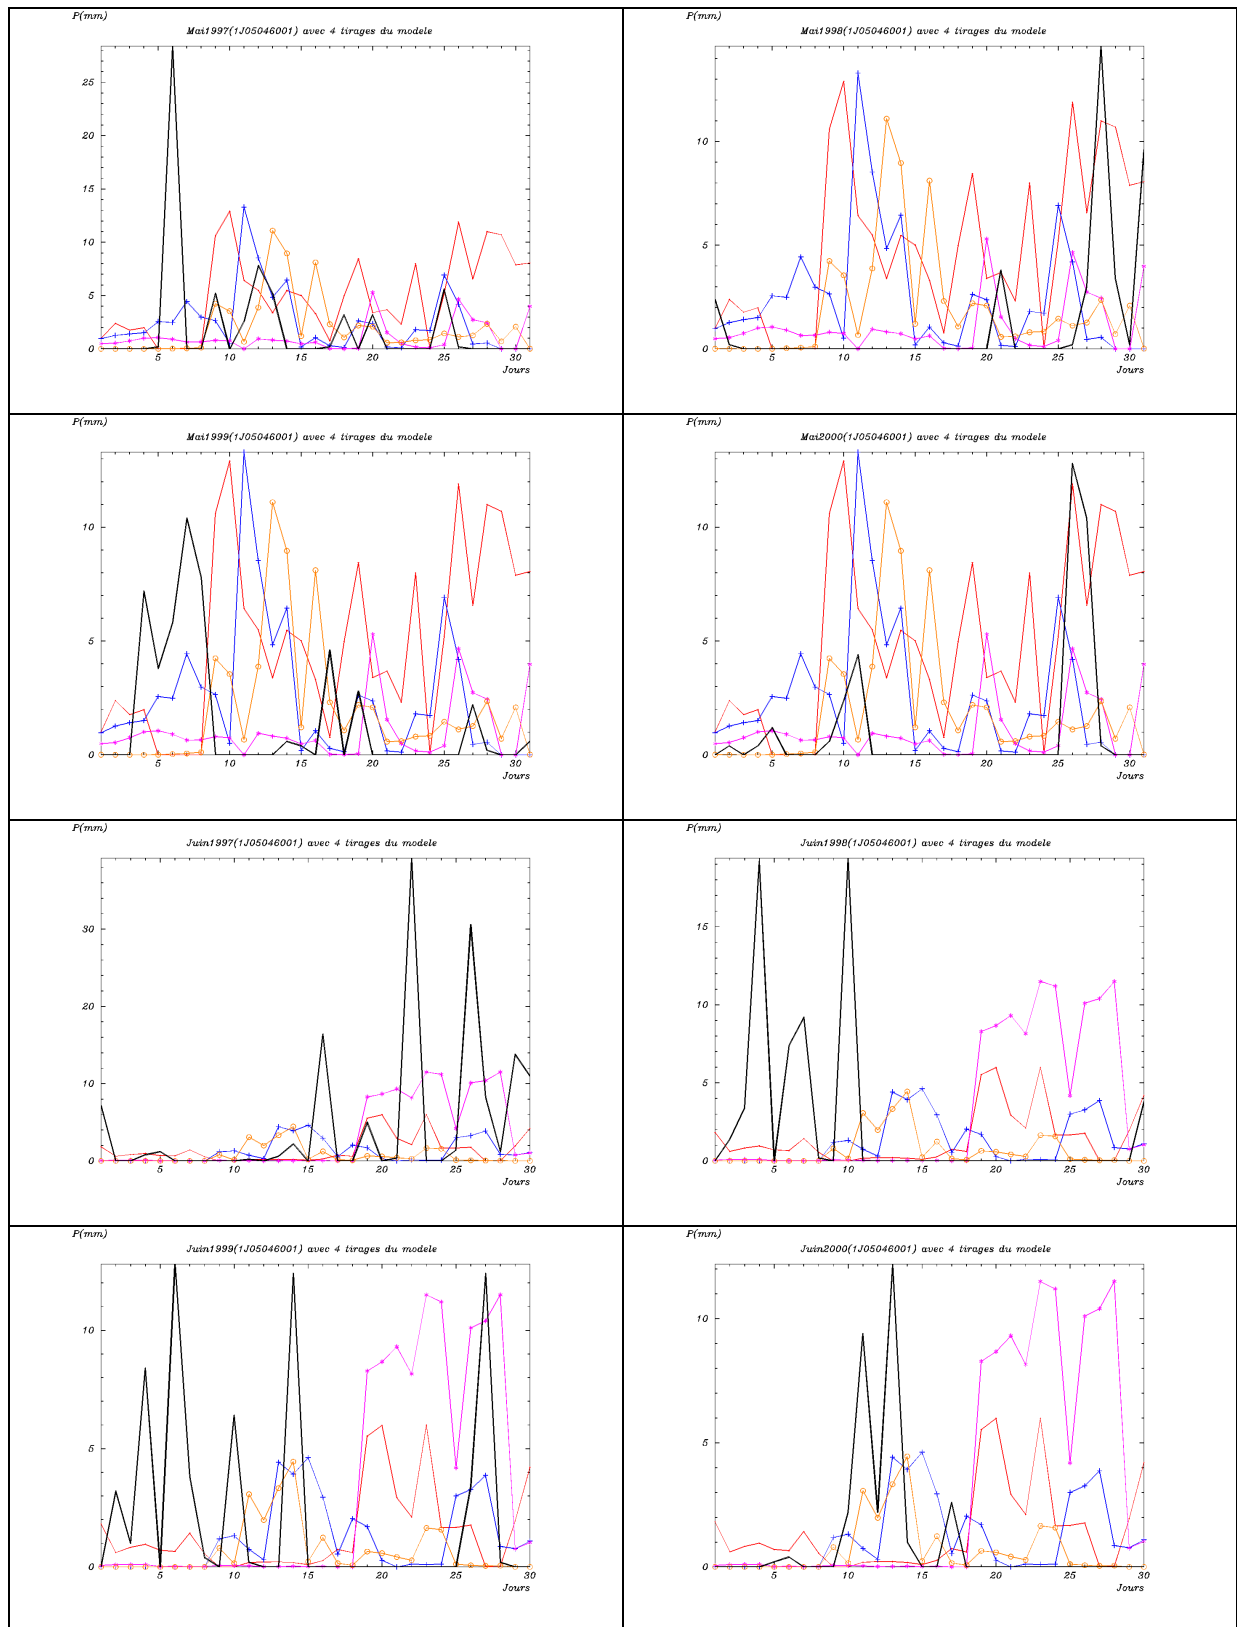 P(mm)
Mai1997(1J05046001) avec 4 tirages du modele
25
20
15
10
5
0
5 10 15 20 25 30
Jours
P(mm)
Mai1998(1J05046001) avec 4 tirages du modele
10
5
0
5 10 15 20 25 30
Jours
P(mm)
Mai1999(1J05046001) avec 4 tirages du modele
10
5
0
5 10 15 20 25 30
Jours
P(mm)
Mai2000(1J05046001) avec 4 tirages du modele
10
5
0
5 10 15 20 25 30
Jours
P(mm)
Juin1997(1J05046001) avec 4 tirages du modele
30
20
10
0
5 10 15 20 25 30
Jours
P(mm)
Juin1998(1J05046001) avec 4 tirages du modele
15
10
5
0
5 10 15 20 25 30
Jours
P(mm)
Juin1999(1J05046001) avec 4 tirages du modele
10
5
0
5 10 15 20 25 30
Jours
P(mm)
Juin2000(1J05046001) avec 4 tirages du modele
10
5
0
5 10 15 20 25 30
Jours